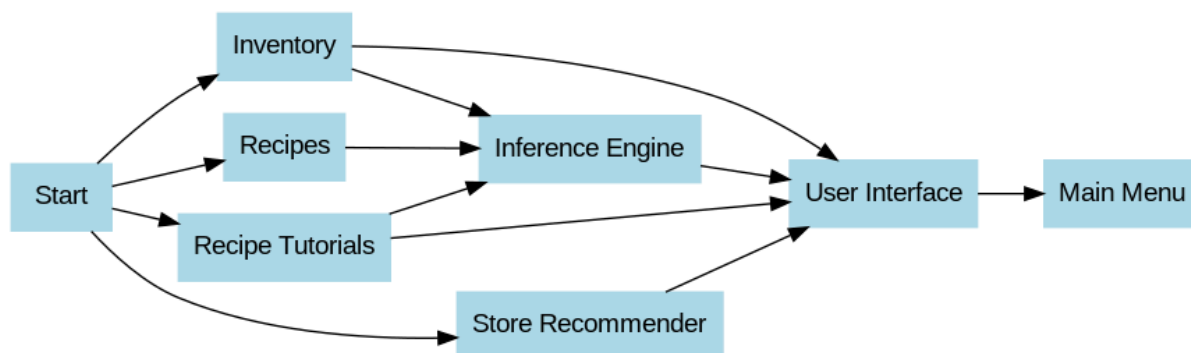 Inventory
Recipes
Inference Engine
Start
User Interface
Main Menu
Recipe Tutorials
Store Recommender